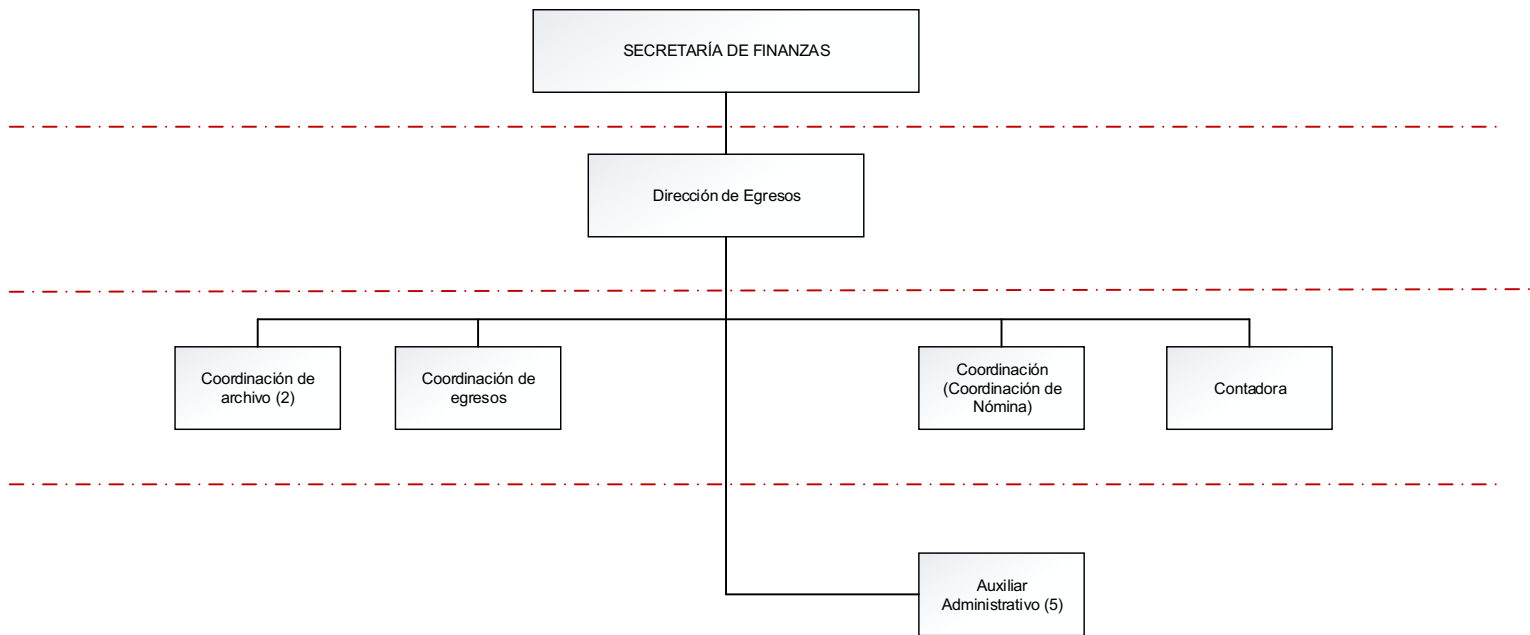 SECRETARÍA DE FINANZAS
Dirección de Egresos
Coordinación de
archivo (2)
Coordinación de
egresos
Coordinación
(Coordinación de
Nómina)
Contadora
Auxiliar
Administrativo (5)